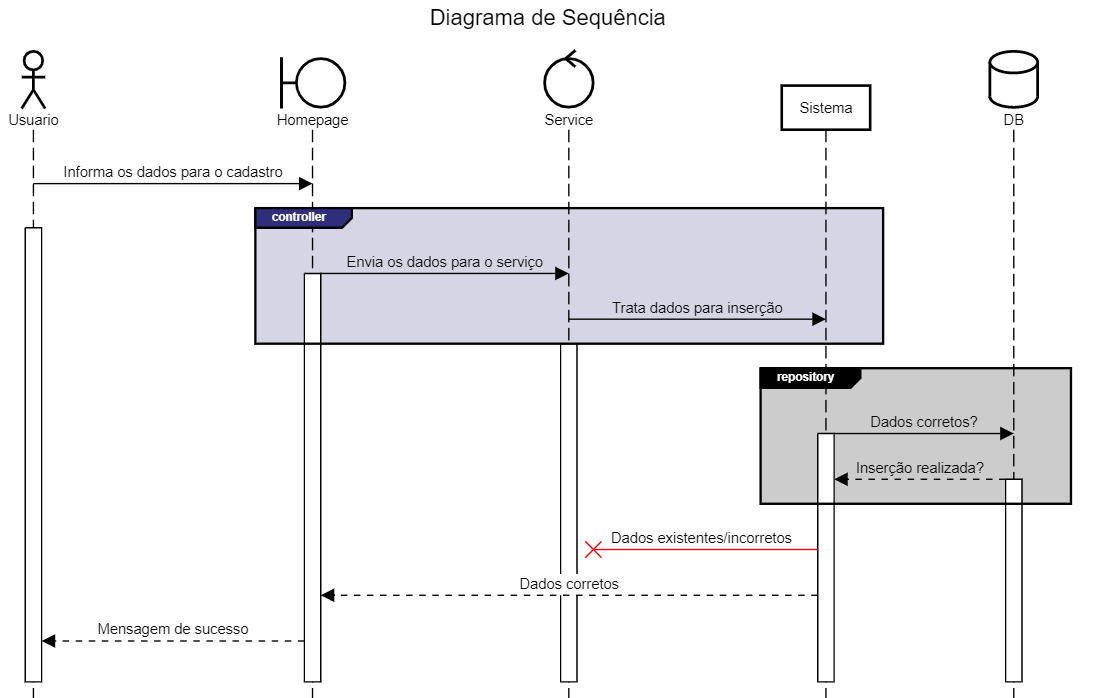 Diagrama de Sequência
Usuario
Homepage
Service
Sistema
DB
Informa os dados para o cadastro
controller
Envia os dados para o serviço
Trata dados para inserção
repository
Dados corretos?
Inserção realizada?
Dados existentes/incorretos
Dados corretos
Mensagem de sucesso